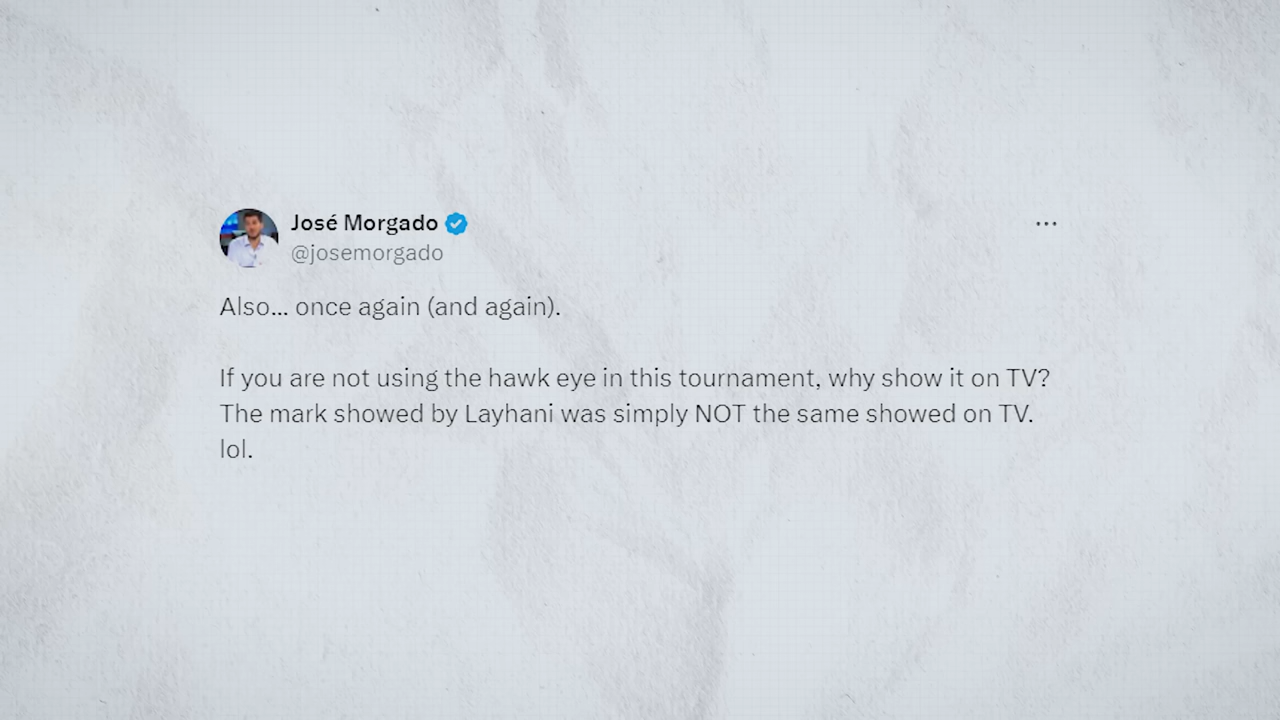 José Morgado
@josemorgado
Also... once again (and again).
If you are not using the hawk eye in this tournament, why show it on TV?
The mark showed by Layhani was simply NOT the same showed on TV.
lol.